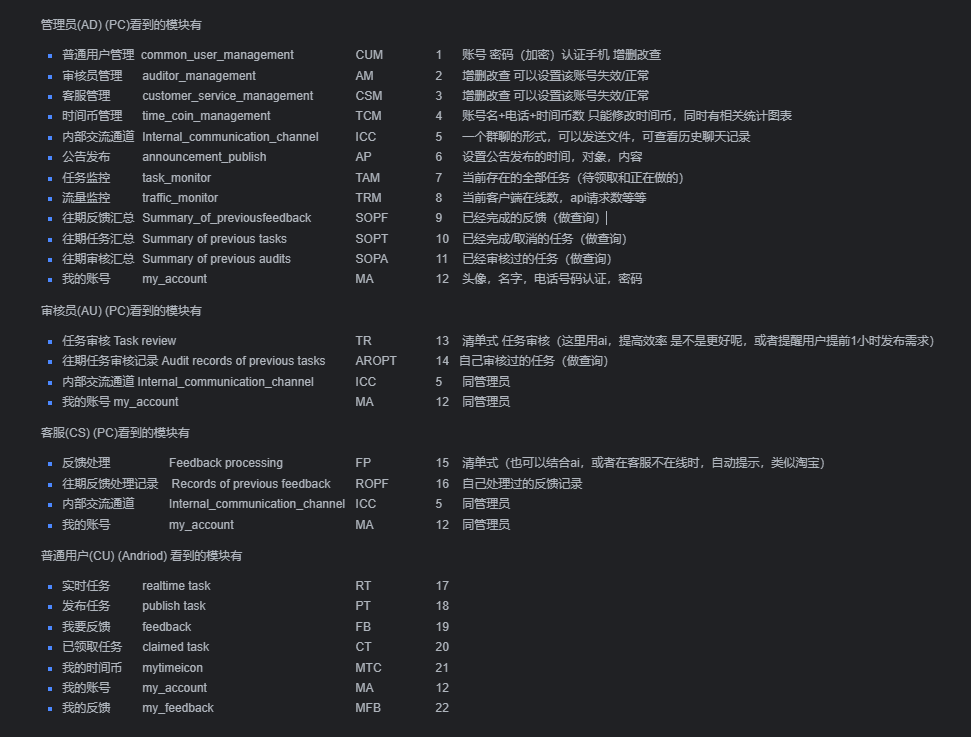 管理员(AD) (PC)看到的模块有
普通用户管理 common_user_management CUM 1 账号 密码（加密）认证手机 增删改查
审核员管理 auditor_management AM 2 增删改查 可以设置该账号失效/正常
客服管理 customer_service_management CSM 3 增删改查 可以设置该账号失效/正常
时间币管理 time_coin_management TCM 4 账号名+电话+时间币数 只能修改时间币，同时有相关统计图表
内部交流通道 Internal_communication_channel ICC 5 一个群聊的形式，可以发送文件，可查看历史聊天记录
公告发布 announcement_publish AP 6 设置公告发布的时间，对象，内容
任务监控 task_monitor TAM 7 当前存在的全部任务（待领取和正在做的）
流量监控 traffic_monitor TRM 8 当前客户端在线数，api请求数等等
往期反馈汇总 Summary_of_previousfeedback SOPF 9 已经完成的反馈（做查询）
往期任务汇总 Summary of previous tasks SOPT 10 已经完成/取消的任务（做查询）
往期审核汇总 Summary of previous audits SOPA 11 已经审核过的任务（做查询）
我的账号 my_account MA 12 头像，名字，电话号码认证，密码
审核员(AU) (PC)看到的模块有
任务审核 Task review TR 13 清单式 任务审核（这里用ai，提高效率 是不是更好呢，或者提醒用户提前1小时发布需求）
往期任务审核记录 Audit records of previous tasks AROPT 14 自己审核过的任务（做查询）
内部交流通道 Internal_communication_channel ICC 5 同管理员
我的账号 my_account MA 12 同管理员
客服(CS) (PC)看到的模块有
反馈处理 Feedback processing FP 15 清单式（也可以结合ai，或者在客服不在线时，自动提示，类似淘宝）
往期反馈处理记录 Records of previous feedback ROPF 16 自己处理过的反馈记录
内部交流通道 Internal_communication_channel ICC 5 同管理员
我的账号 my_account MA 12 同管理员
普通用户(CU) (Andriod) 看到的模块有
实时任务 realtime task RT 17
发布任务 publish task PT 18
我要反馈 feedback FB 19
已领取任务 claimed task CT 20
我的时间币 mytimeicon MTC 21
我的账号 my_account MA 12
我的反馈 my_feedback MFB 22